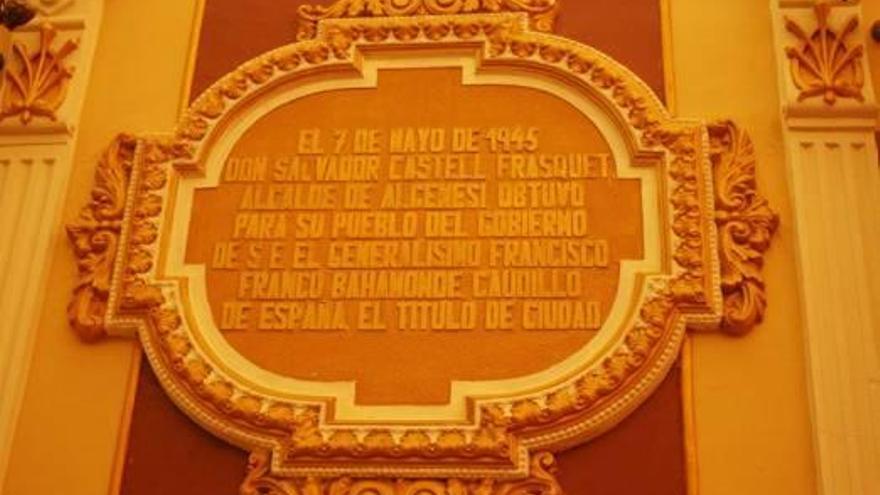 EL 7 DE MAYO DE 1945
DON SALVADOR CASTELL FRASQUET
ALCALDE DE ALGEMESI, OBTUVO
PARA SU PUEBLO DEL GOBIERNO
DE S E EL GENERALISIMO FRANCISCO
FRANCO BAHAMONDE CAUDILLO
DE ESPAÑA, EL TITULO DE CIUDAD